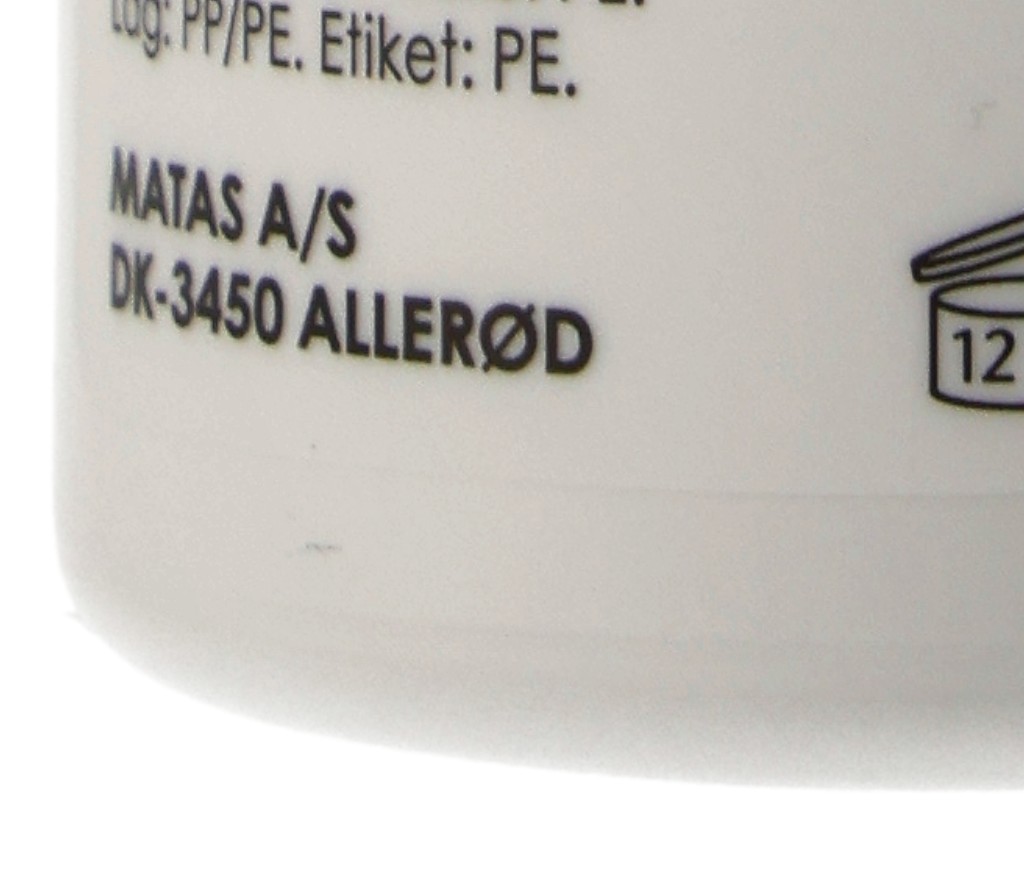 Låg: PP/PE. Etiket: PE.
MATAS A/S
DK-3450 ALLERØD
12